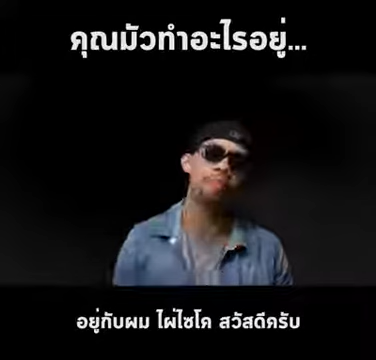 คุณมัวทำอะไรอยู่...
อยู่กับผม ไผ่ไซโค สวัสดีครับ